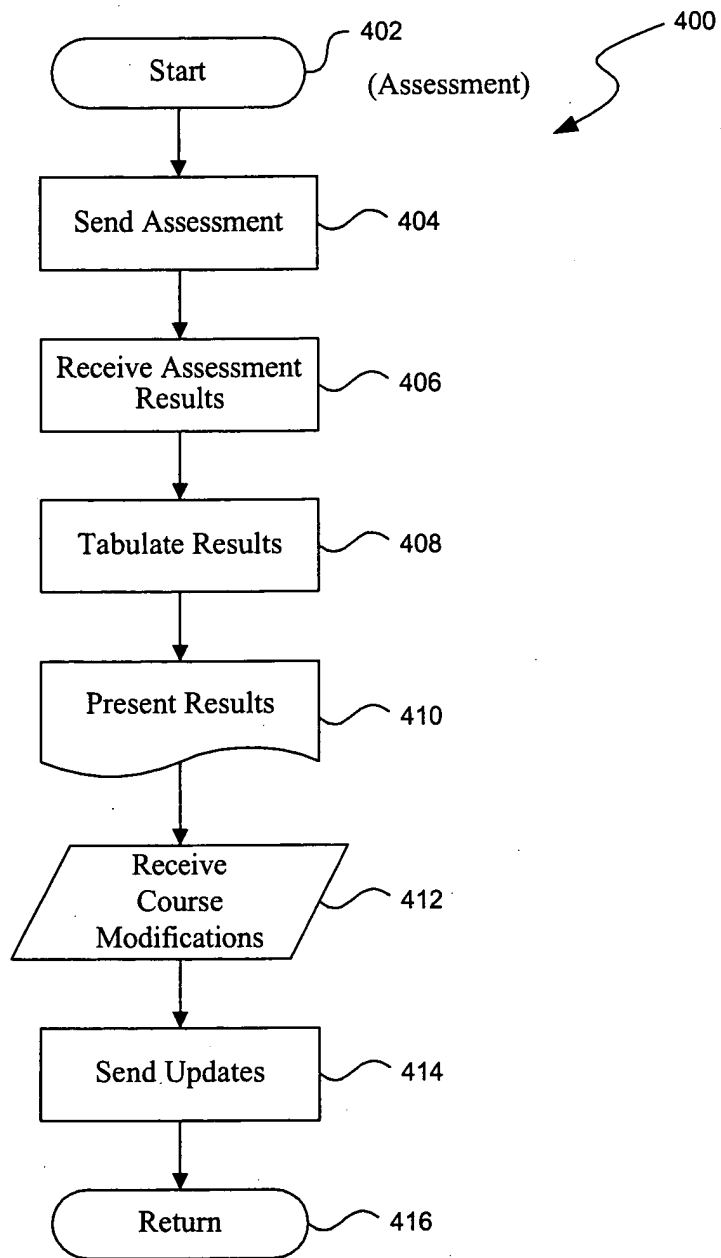 402
400
Start
(Assessment)
Send Assessment
404
Receive Assessment
Results
406
Tabulate Results
408
Present Results
410
Receive
Course
Modifications
412
Send Updates
414
Return
416